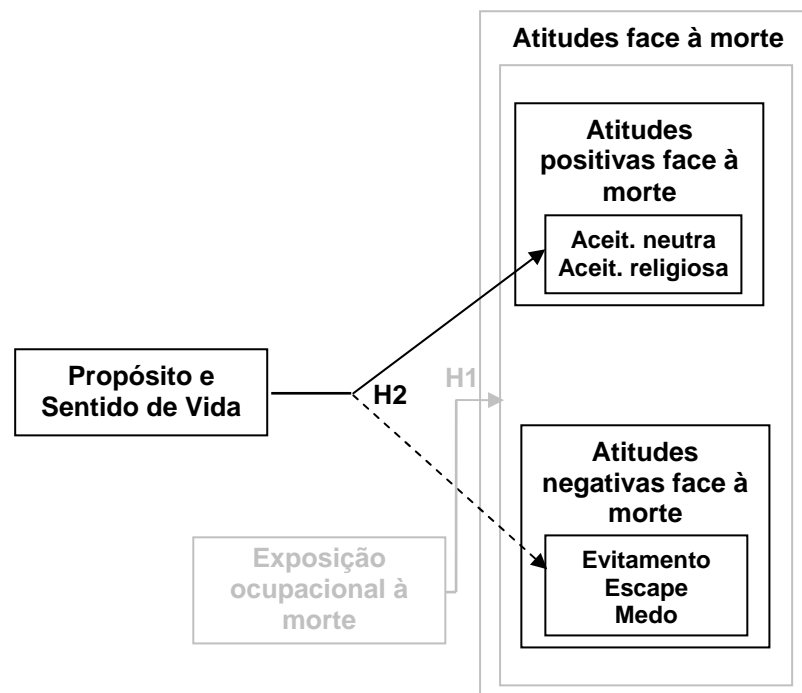 Atitudes face à morte
Atitudes
positivas face à
morte
Aceit. neutra
Aceit. religiosa
Propósito e
Sentido de Vida
H1
H2
Atitudes
negativas face à
morte
Evitamento
Escape
Medo
Exposição
ocupacional à
morte